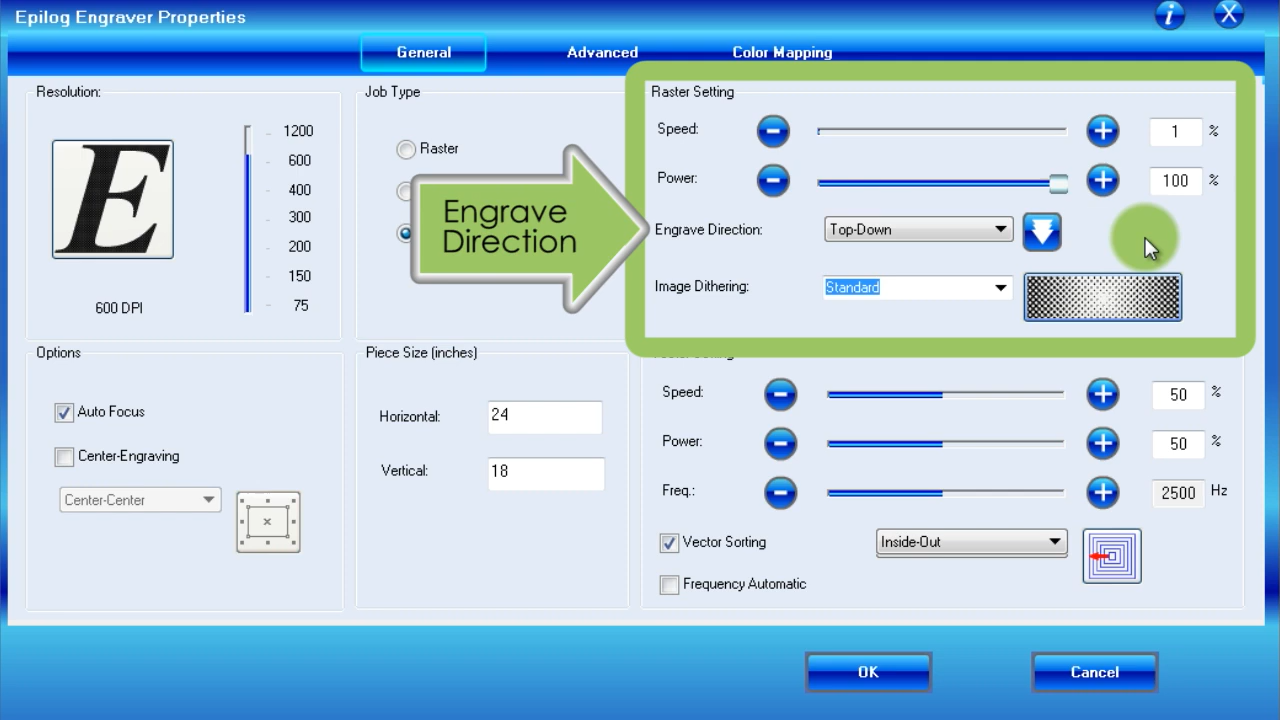 Epilog Engraver Properties
i X
General Advanced Color Mapping
Resolution:
E
1200
600
400
300
200
150
75
600 DPI
Job Type
Raster
Engrave
Direction
Raster Setting
Speed: 1 %
Power: 100 %
Engrave Direction: Top-Down
Image Dithering: Standard
Options
Auto Focus
Center-Engraving
Center-Center
Piece Size (inches)
Horizontal: 24
Vertical: 18
Speed: 50 %
Power: 50 %
Freq.: 2500 Hz
Vector Sorting Inside-Out
Frequency Automatic
OK Cancel